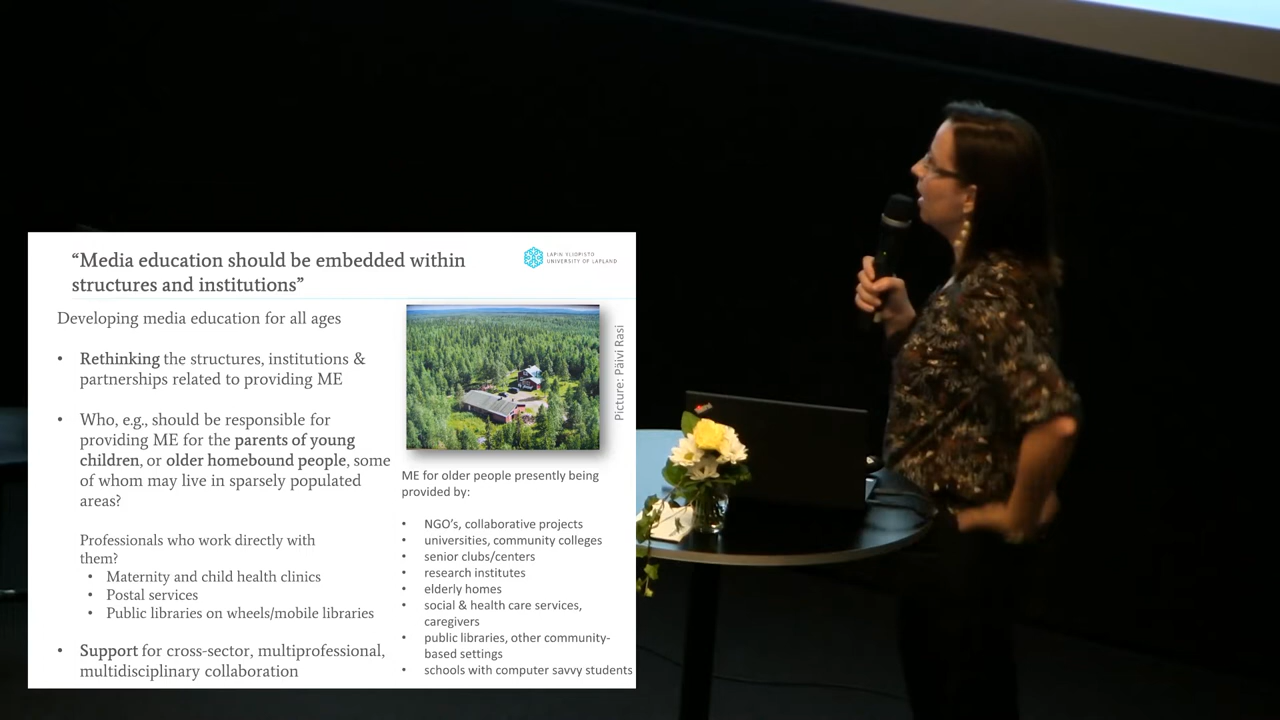 “Media education should be embedded within
structures and institutions”
LAPIN YLIOPISTO
UNIVERSITY OF LAPLAND
Developing media education for all ages
• Rethinking the structures, institutions &
partnerships related to providing ME
• Who, e.g., should be responsible for
providing ME for the parents of young
children, or older homebound people, some
of whom may live in sparsely populated
areas?
Professionals who work directly with
them?
• Maternity and child health clinics
• Postal services
• Public libraries on wheels/mobile libraries
• Support for cross-sector, multiprofessional,
multidisciplinary collaboration
Picture: Päivi Rasi
ME for older people presently being
provided by:
• NGO’s, collaborative projects
• universities, community colleges
• senior clubs/centers
• research institutes
• elderly homes
• social & health care services,
caregivers
• public libraries, other community-
based settings
• schools with computer savvy students